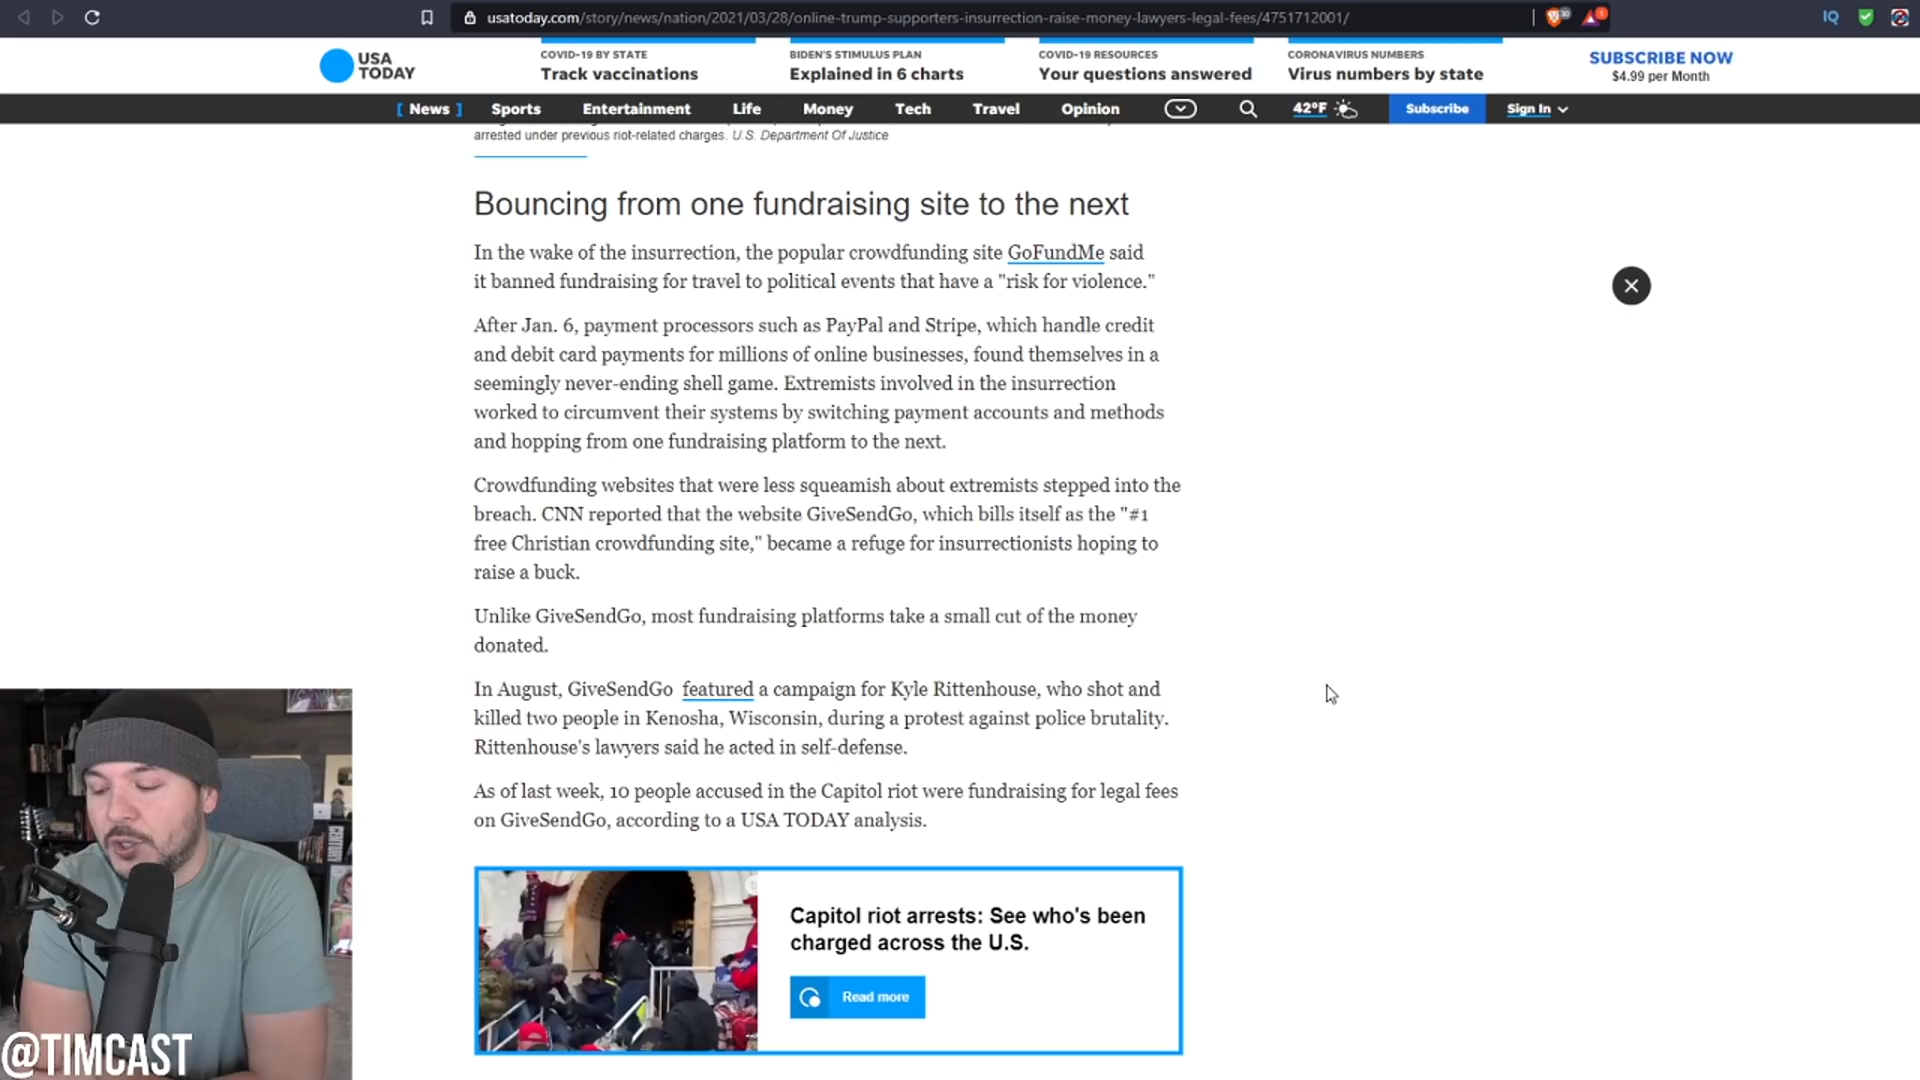 usatoday.com/story/news/nation/2021/03/28/online-trump-supporters-insurrection-raise-money-lawyers-legal-fees/4751712001/
IQ
USA
TODAY
COVID-19 BY STATE
Track vaccinations
BIDEN'S STIMULUS PLAN
Explained in 6 charts
COVID-19 RESOURCES
Your questions answered
CORONAVIRUS NUMBERS
Virus numbers by state
SUBSCRIBE NOW
$4.99 per Month
[ News ] Sports Entertainment Life Money Tech Travel Opinion 42°F Subscribe Sign In
arrested under previous riot-related charges. U.S. Department Of Justice
Bouncing from one fundraising site to the next
In the wake of the insurrection, the popular crowdfunding site GoFundMe said
it banned fundraising for travel to political events that have a "risk for violence."
After Jan. 6, payment processors such as PayPal and Stripe, which handle credit
and debit card payments for millions of online businesses, found themselves in a
seemingly never-ending shell game. Extremists involved in the insurrection
worked to circumvent their systems by switching payment accounts and methods
and hopping from one fundraising platform to the next.
Crowdfunding websites that were less squeamish about extremists stepped into the
breach. CNN reported that the website GiveSendGo, which bills itself as the "#1
free Christian crowdfunding site," became a refuge for insurrectionists hoping to
raise a buck.
Unlike GiveSendGo, most fundraising platforms take a small cut of the money
donated.
In August, GiveSendGo featured a campaign for Kyle Rittenhouse, who shot and
killed two people in Kenosha, Wisconsin, during a protest against police brutality.
Rittenhouse's lawyers said he acted in self-defense.
As of last week, 10 people accused in the Capitol riot were fundraising for legal fees
on GiveSendGo, according to a USA TODAY analysis.
Capitol riot arrests: See who's been
charged across the U.S.
Read more
@TIMCAST